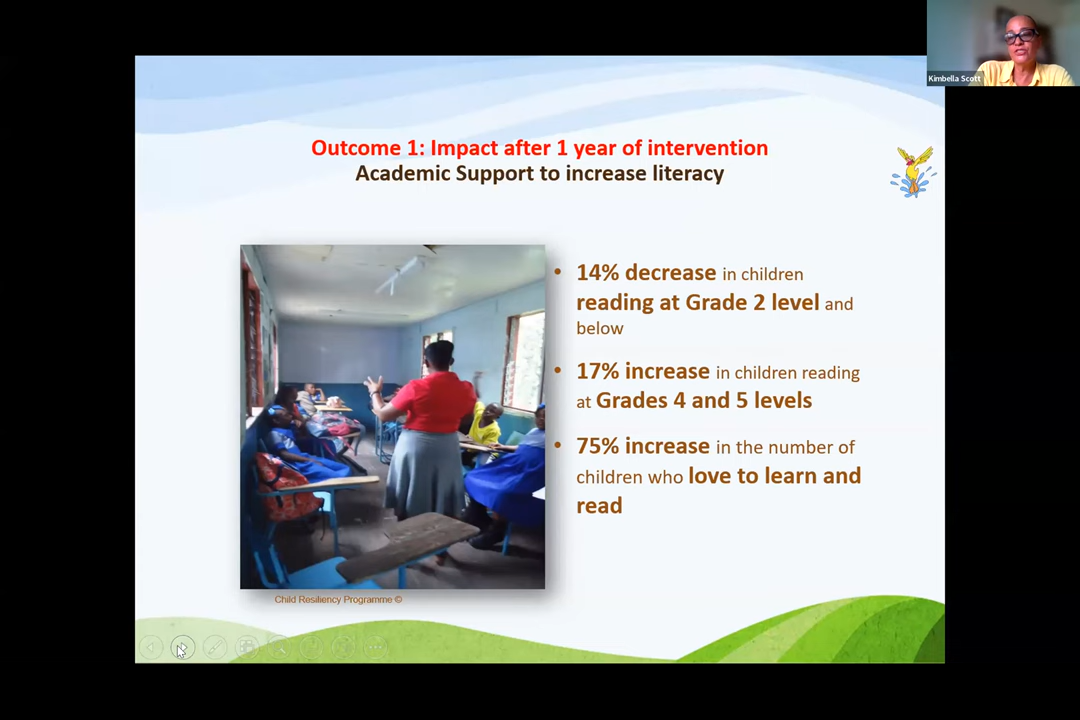 Kimbella Scott
Outcome 1: Impact after 1 year of intervention
Academic Support to increase literacy
• 14% decrease in children
reading at Grade 2 level and
below
• 17% increase in children reading
at Grades 4 and 5 levels
• 75% increase in the number of
children who love to learn and
read
Child Resiliency Programme ©